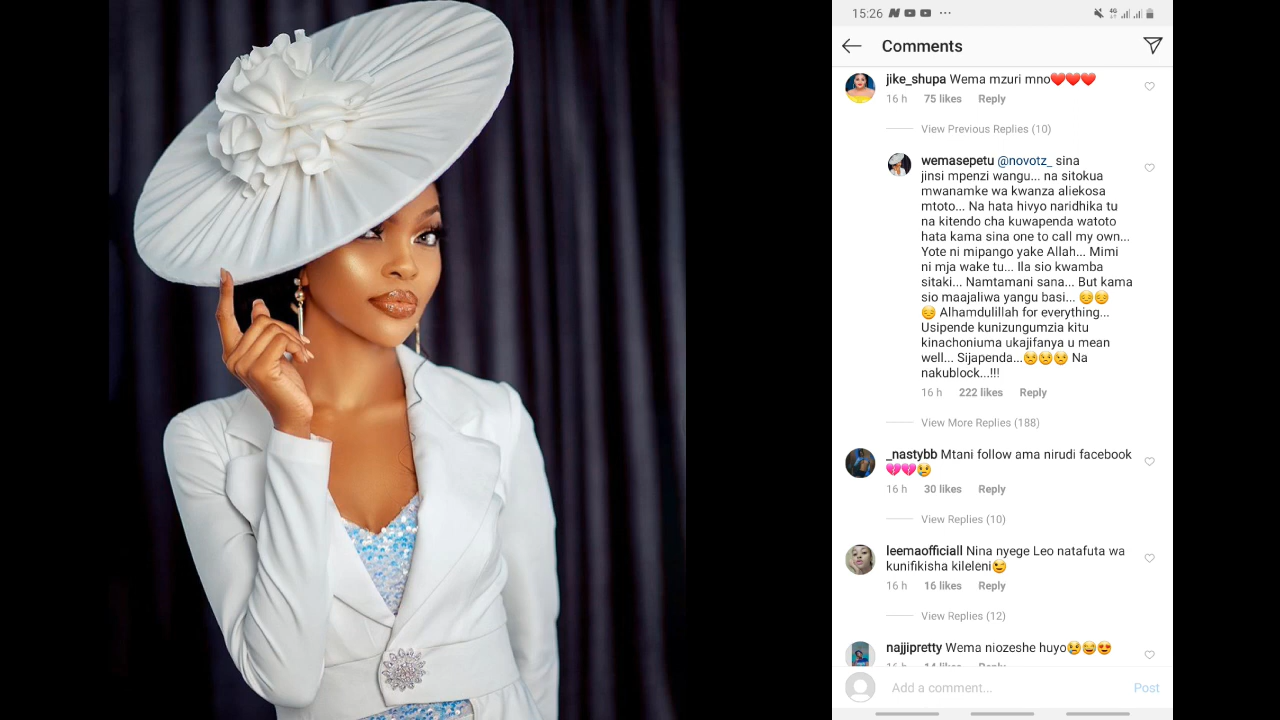 15:26
4G
Comments
jike_shupa Wema mzuri mno❤️❤️❤️
16 h 75 likes Reply
View Previous Replies (10)
wemasepetu @novotz_ sina
jinsi mpenzi wangu... na sitokua
mwanamke wa kwanza aliekosa
mtoto... Na hata hivyo naridhika tu
na kitendo cha kuwapenda watoto
hata kama sina one to call my own...
Yote ni mipango yake Allah... Mimi
ni mja wake tu... Ila sio kwamba
sitaki... Namtamani sana... But kama
sio maajaliwa yangu basi... 😔😔
😔 Alhamdulillah for everything...
Usipende kunizungumzia kitu
kinachoniuma ukajifanya u mean
well... Sijapenda...😒😒😒 Na
nakublock...!!!
16 h 222 likes Reply
View More Replies (188)
_nastybb Mtani follow ama nirudi facebook
💔💔😢
16 h 30 likes Reply
View Replies (10)
leemaofficiall Nina nyege Leo natafuta wa
kunifikisha kileleni😉
16 h 16 likes Reply
View Replies (12)
najjipretty Wema niozeshe huyo😢😅😍
16 h 14 likes Reply
Add a comment... Post